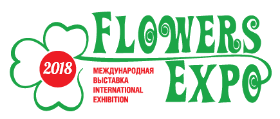 FLOWERS
2018
МЕЖДУНАРОДНАЯ
ВЫСТАВКА
INTERNATIONAL
EXHIBITION
EXPO